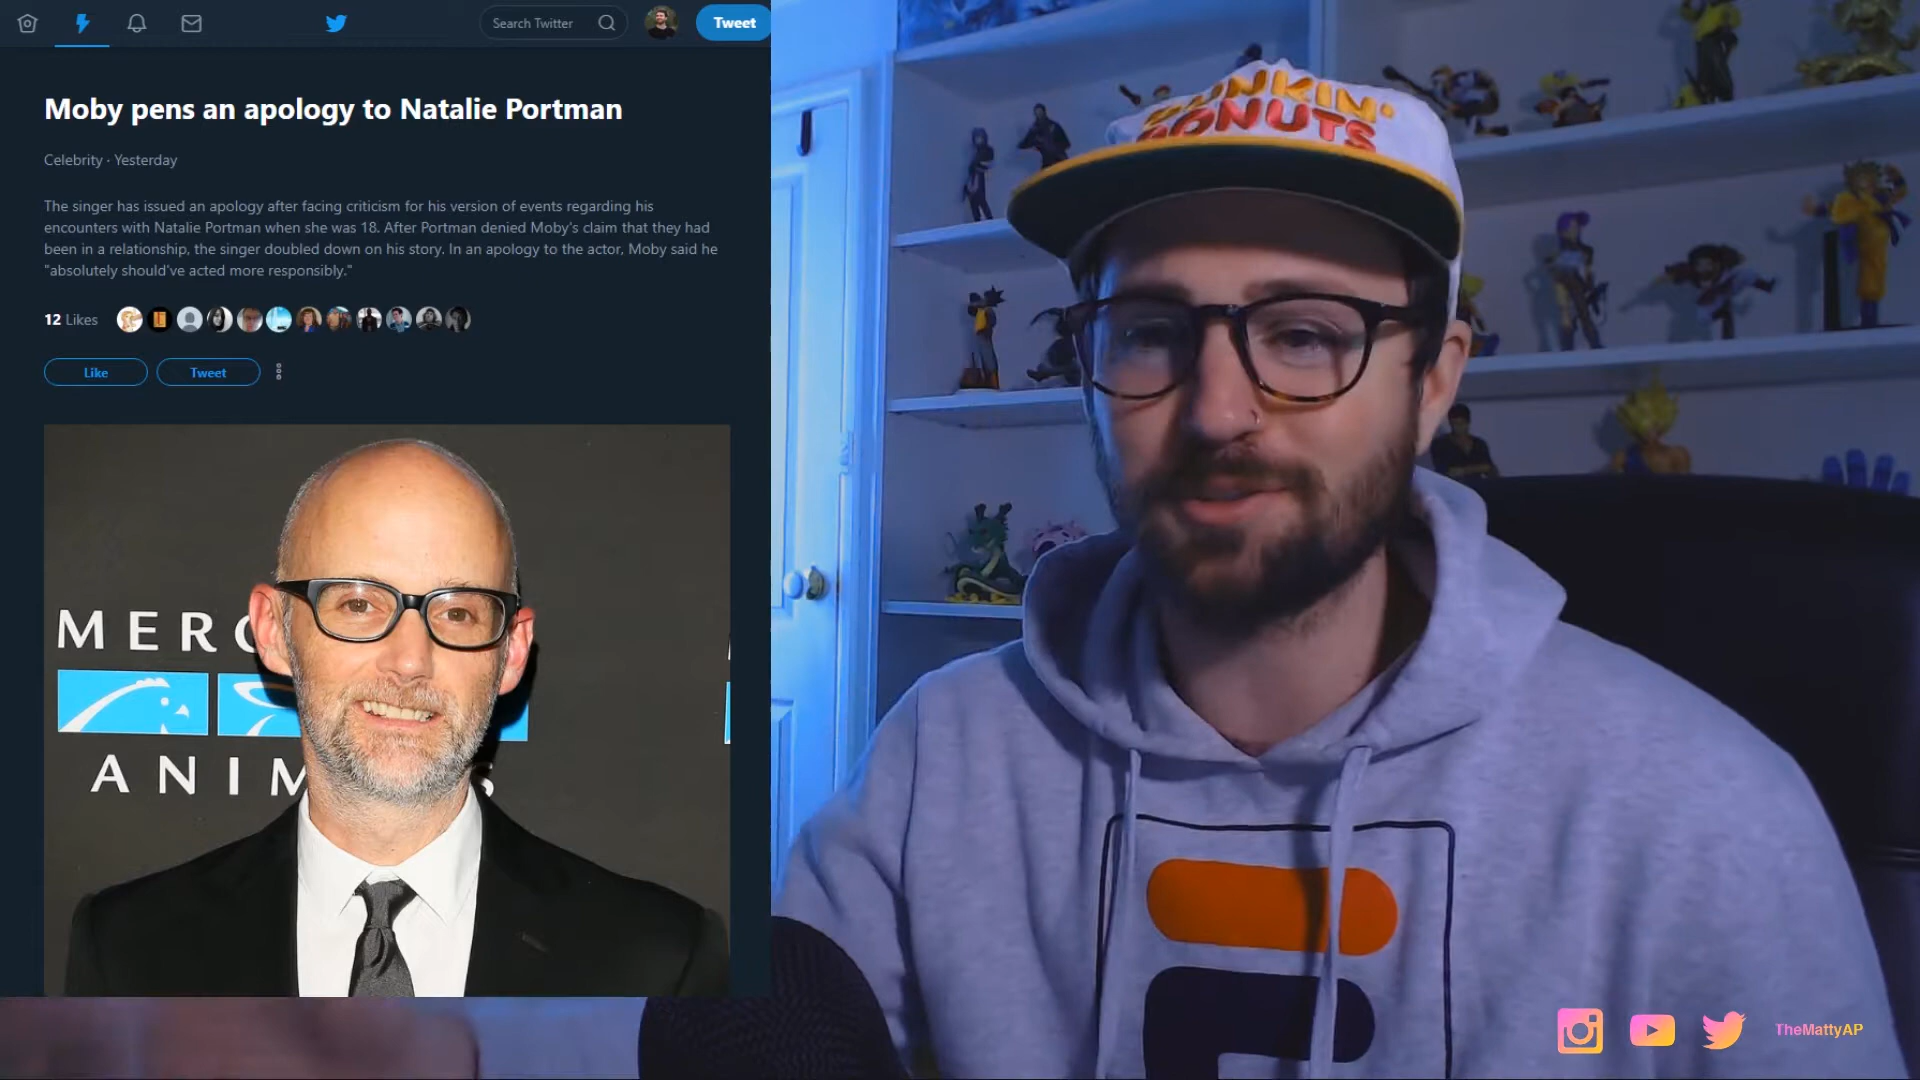 Search Twitter
Tweet
Moby pens an apology to Natalie Portman
Celebrity · Yesterday
The singer has issued an apology after facing criticism for his version of events regarding his
encounters with Natalie Portman when she was 18. After Portman denied Moby's claim that they had
been in a relationship, the singer doubled down on his story. In an apology to the actor, Moby said he
"absolutely should've acted more responsibly."
12 Likes
Like
Tweet
MERC
ANIM S
DUNKIN'
DONUTS
TheMattyAP